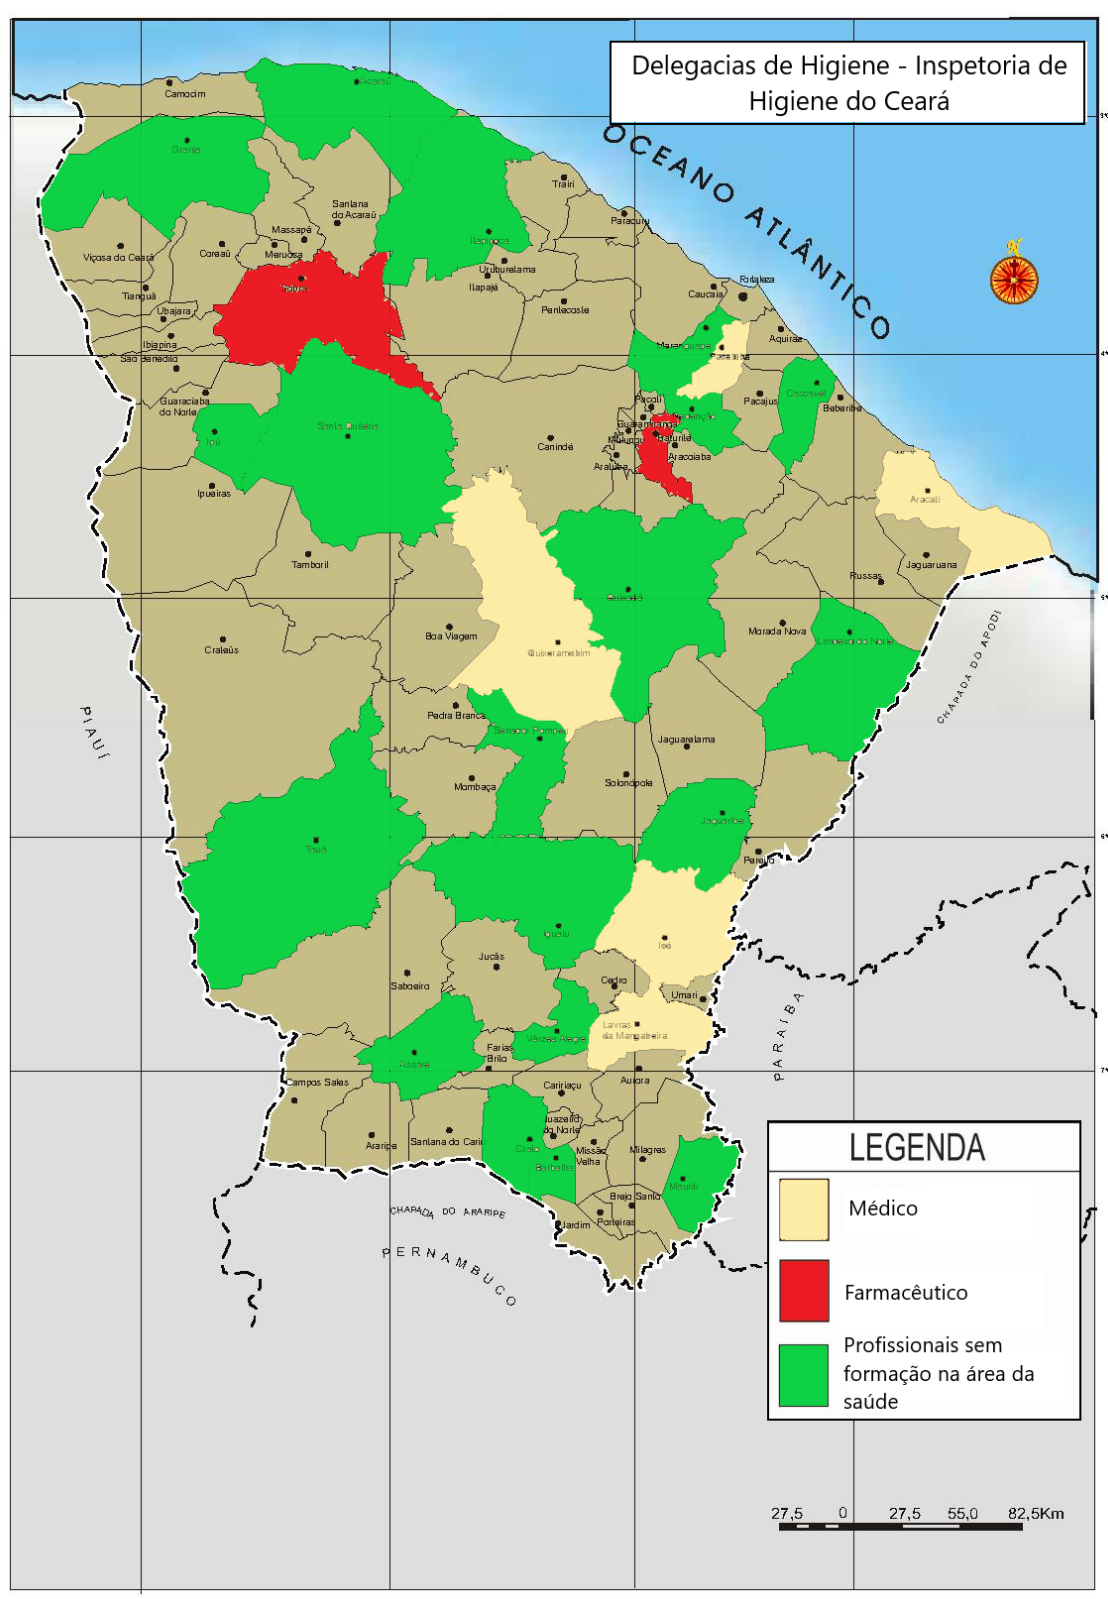 Delegacias de Higiene - Inspetoria de
Higiene do Ceará
OCEANO ATLÂNTICO
Camocim
Acaraú
Granja
Trairi
Santana
do Acaraú
Paracuru
Massapê
Itapipoca
Coreaú
Meruoca
Viçosa do Ceará
Uruburetama
Fortaleza
Itapajé
Caucaia
Tianguá
Sobral
Pentecoste
Ubajara
Aquiraz
Ibiapina
Maranguape
Pacatuba
São Benedito
Guaraciaba
do Norte
Pacoti
Pacajus
Cascavel
Beberibe
Redenção
Guaramiranga
Santa Quitéria
Ipú
Canindé
Mulungu
Baturité
Aracoiaba
Aratuba
Ipueiras
Aracati
Tamboril
Jaguaruana
Russas
Quixadá
Boa Viagem
Morada Nova
Limoeiro do Norte
Crateús
Quixeramobim
CHAPADA DO APODI
PIAUÍ
Pedra Branca
Senador Pompeu
Jaguaretama
Mombaça
Solonópole
Jaguaribe
Tauá
Pereiro
Iguatu
Icó
Jucás
Saboeiro
Cedro
Umari
PARAÍBA
Lavras
da Mangabeira
Várzea Alegre
Farias
Brito
Assaré
Campos Sales
Caririaçu
Aurora
Juazeiro
do Norte
Araripe
Santana do Cariri
Crato
Missão
Velha
Milagres
Barbalha
Mauriti
Brejo Santo
Jardim
Porteiras
CHAPADA DO ARARIPE
PERNAMBUCO
LEGENDA
Médico
Farmacêutico
Profissionais sem
formação na área da
saúde
27,5 0 27,5 55,0 82,5Km